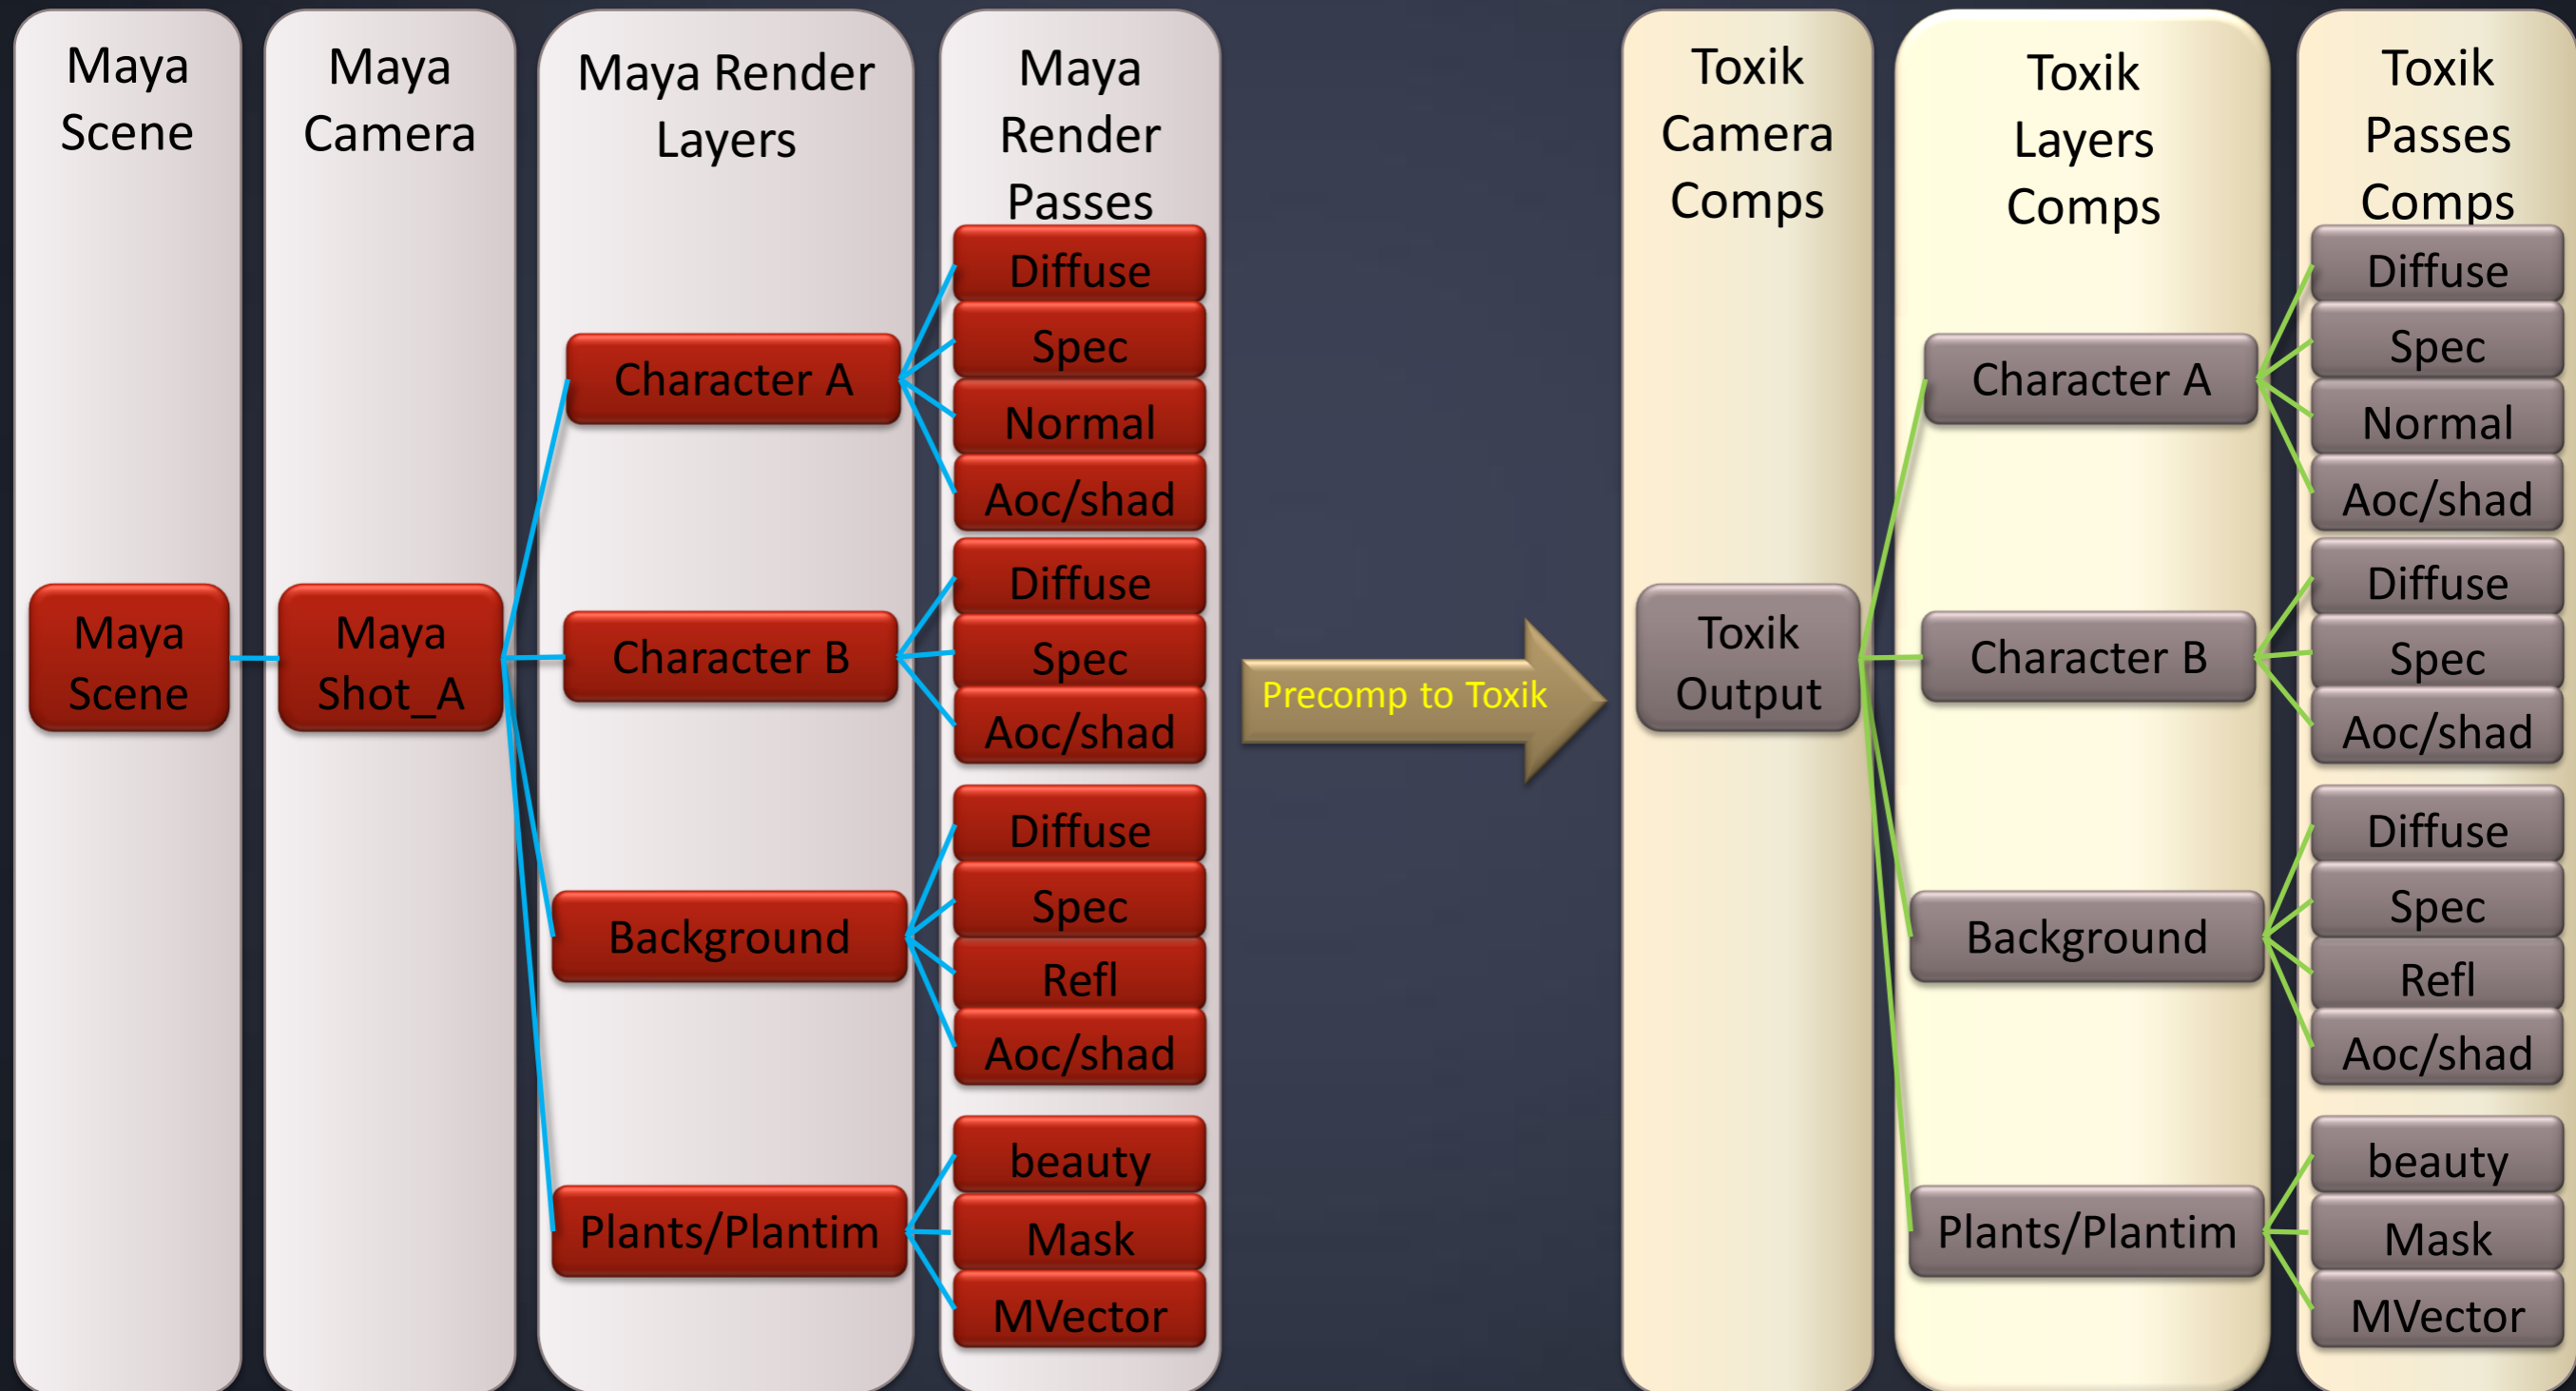 Maya
Scene
Maya
Camera
Maya Render
Layers
Maya
Render
Passes
Maya
Scene
Maya
Shot_A
Character A
Character B
Background
Plants/Plantim
Diffuse
Spec
Normal
Aoc/shad
Diffuse
Spec
Aoc/shad
Diffuse
Spec
Refl
Aoc/shad
beauty
Mask
MVector
Precomp to Toxik
Toxik
Camera
Comps
Toxik
Layers
Comps
Toxik
Passes
Comps
Toxik
Output
Character A
Character B
Background
Plants/Plantim
Diffuse
Spec
Normal
Aoc/shad
Diffuse
Spec
Aoc/shad
Diffuse
Spec
Refl
Aoc/shad
beauty
Mask
MVector